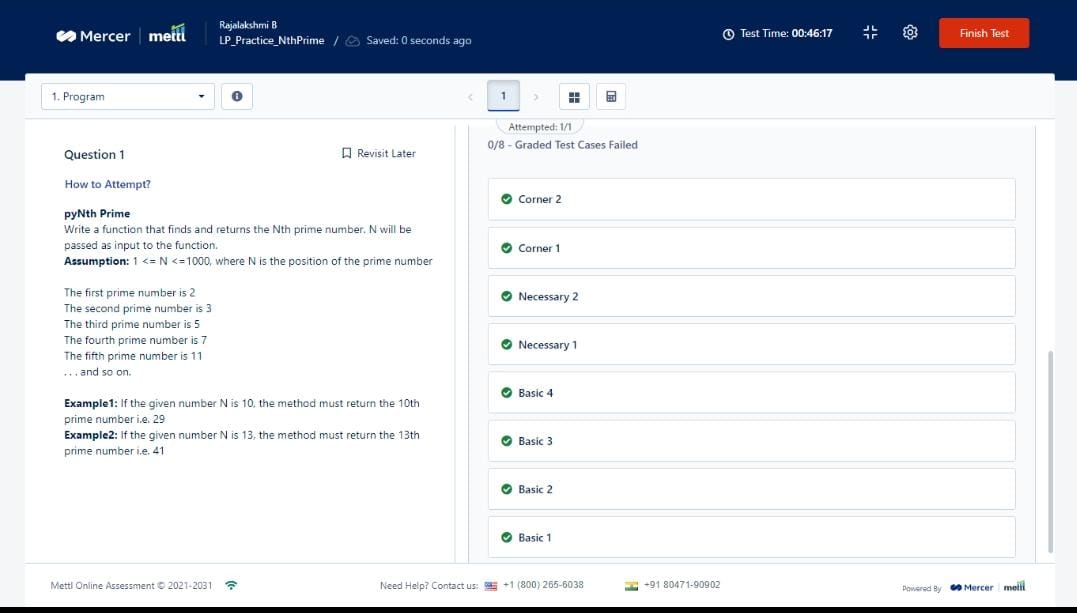 Mercer | mettl
Rajalakshmi B
LP_Practice_NthPrime / Saved: 0 seconds ago
Test Time: 00:46:17
Finish Test
1. Program
1
Question 1
Revisit Later
How to Attempt?
pyNth Prime
Write a function that finds and returns the Nth prime number. N will be
passed as input to the function.
Assumption: 1 <= N <=1000, where N is the position of the prime number
The first prime number is 2
The second prime number is 3
The third prime number is 5
The fourth prime number is 7
The fifth prime number is 11
. . . and so on.
Example1: If the given number N is 10, the method must return the 10th
prime number i.e. 29
Example2: If the given number N is 13, the method must return the 13th
prime number i.e. 41
Attempted: 1/1
0/8 - Graded Test Cases Failed
Corner 2
Corner 1
Necessary 2
Necessary 1
Basic 4
Basic 3
Basic 2
Basic 1
Mettl Online Assessment © 2021-2031
Need Help? Contact us: +1 (800) 265-6038
+91 80471-90902
Powered By Mercer | mettl